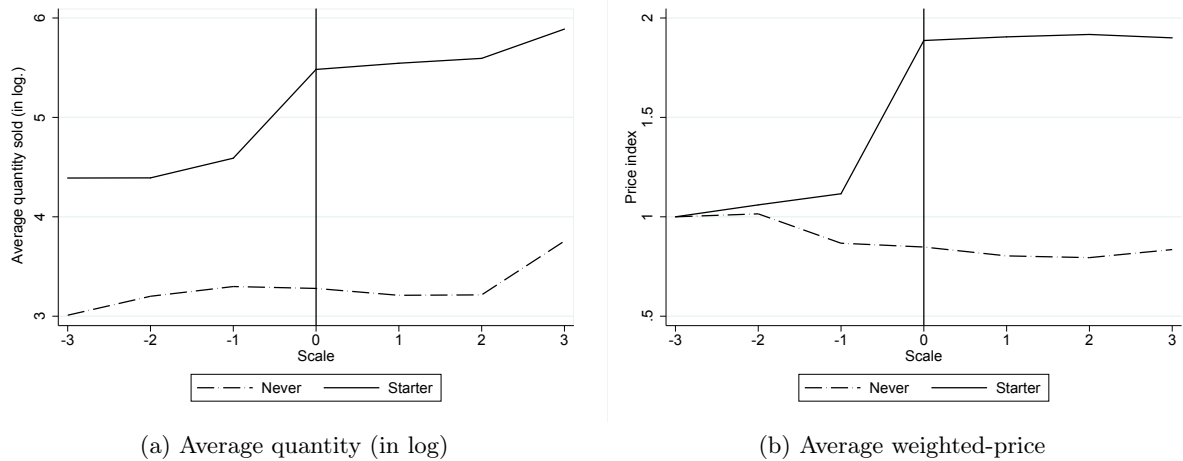 Average quantity sold (in log.)
6
5
4
3
-3 -2 -1 0 1 2 3
Scale
Never Starter
(a) Average quantity (in log)
Price index
2
1.5
1
.5
-3 -2 -1 0 1 2 3
Scale
Never Starter
(b) Average weighted-price